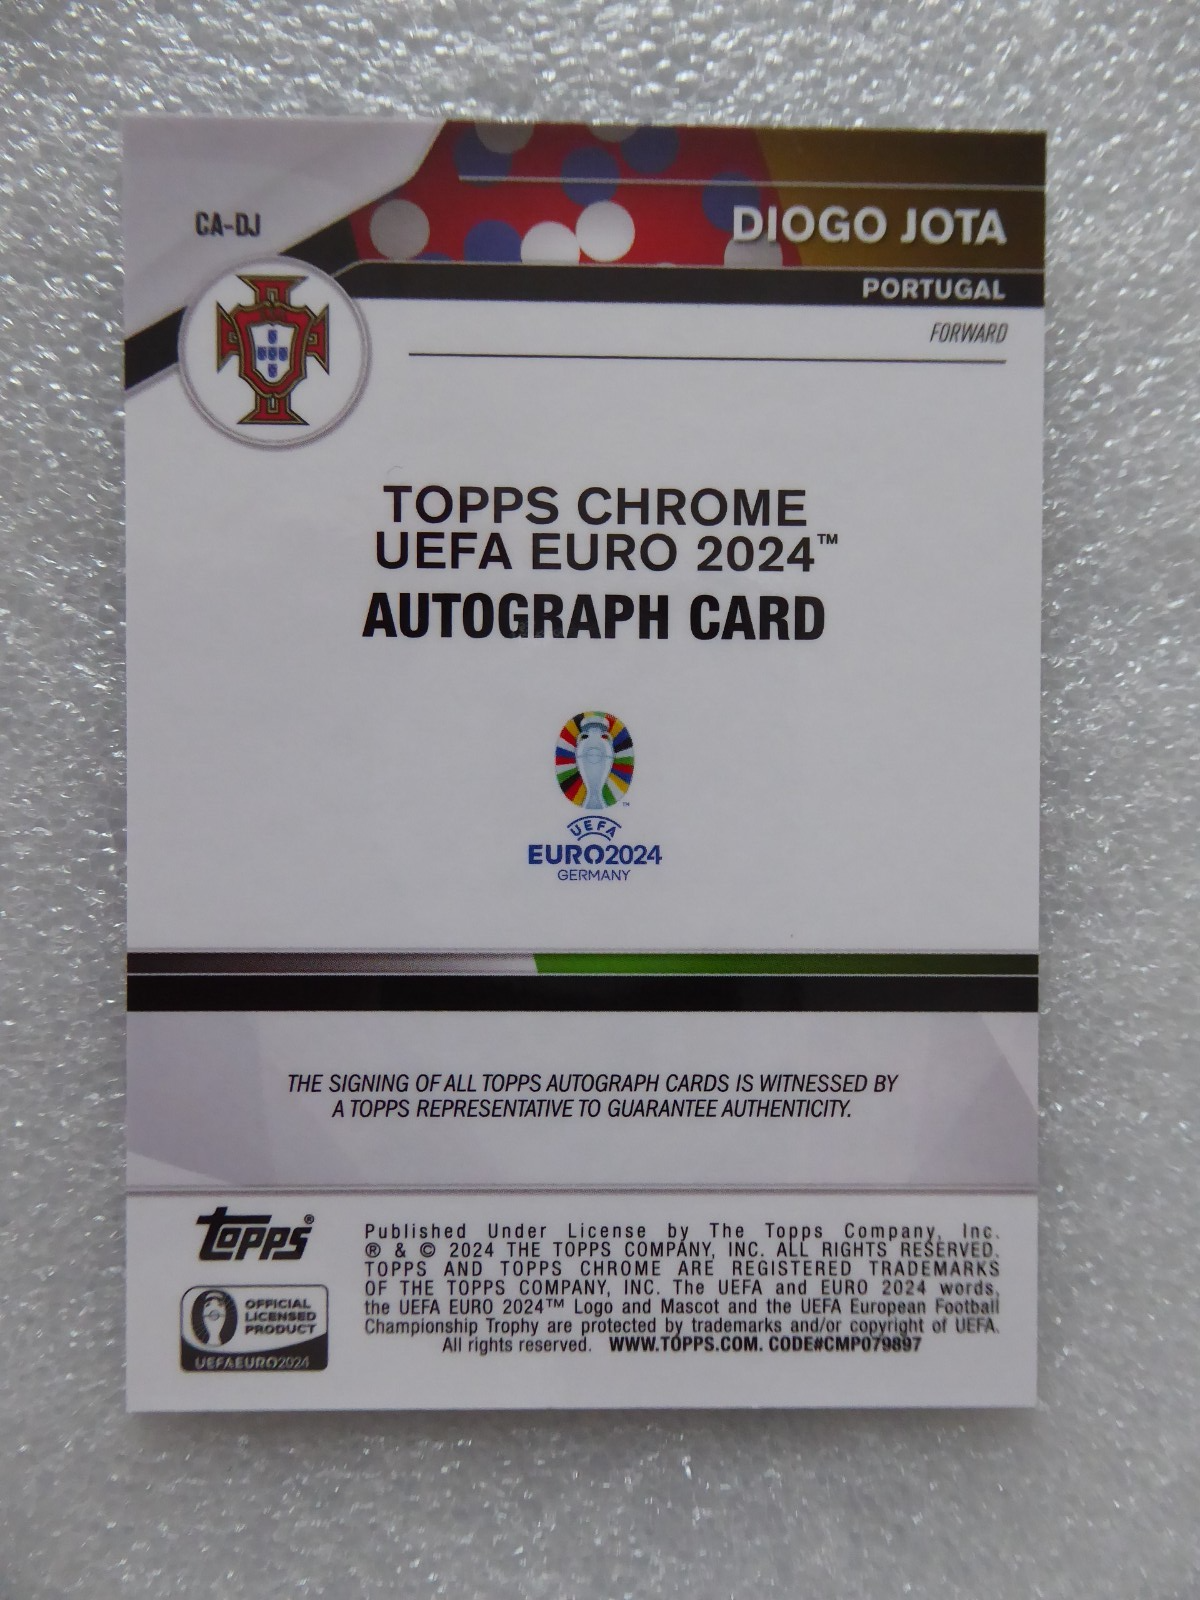 CA-DJ
DIOGO JOTA
PORTUGAL
FORWARD
TOPPS CHROME
UEFA EURO 2024™
AUTOGRAPH CARD
™
UEFA
EURO2024
GERMANY
THE SIGNING OF ALL TOPPS AUTOGRAPH CARDS IS WITNESSED BY
A TOPPS REPRESENTATIVE TO GUARANTEE AUTHENTICITY.
topps®
OFFICIAL
LICENSED
PRODUCT
UEFAEURO2024
Published Under License by The Topps Company, Inc.
® & © 2024 THE TOPPS COMPANY, INC. ALL RIGHTS RESERVED.
TOPPS AND TOPPS CHROME ARE REGISTERED TRADEMARKS
OF THE TOPPS COMPANY, INC. The UEFA and EURO 2024 words,
the UEFA EURO 2024™ Logo and Mascot and the UEFA European Football
Championship Trophy are protected by trademarks and/or copyright of UEFA.
All rights reserved. WWW.TOPPS.COM. CODE#CMP079897